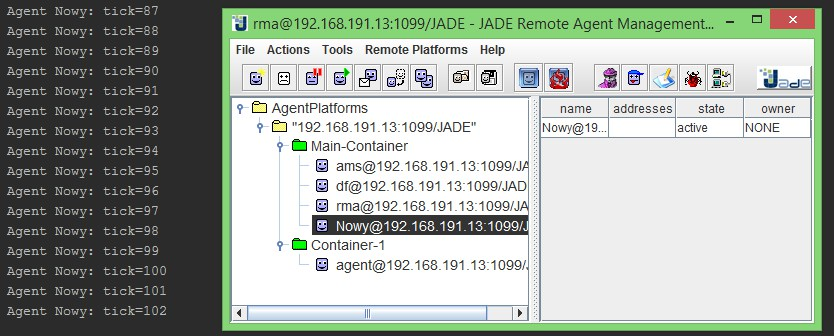 Agent Nowy: tick=87
Agent Nowy: tick=88
Agent Nowy: tick=89
Agent Nowy: tick=90
Agent Nowy: tick=91
Agent Nowy: tick=92
Agent Nowy: tick=93
Agent Nowy: tick=94
Agent Nowy: tick=95
Agent Nowy: tick=96
Agent Nowy: tick=97
Agent Nowy: tick=98
Agent Nowy: tick=99
Agent Nowy: tick=100
Agent Nowy: tick=101
Agent Nowy: tick=102
rma@192.168.191.13:1099/JADE - JADE Remote Agent Management...
File Actions Tools Remote Platforms Help
Jade
AgentPlatforms
"192.168.191.13:1099/JADE"
Main-Container
ams@192.168.191.13:1099/JA
df@192.168.191.13:1099/JAD
rma@192.168.191.13:1099/JA
Nowy@192.168.191.13:1099/J
Container-1
agent@192.168.191.13:1099/
name addresses state owner
Nowy@19... active NONE